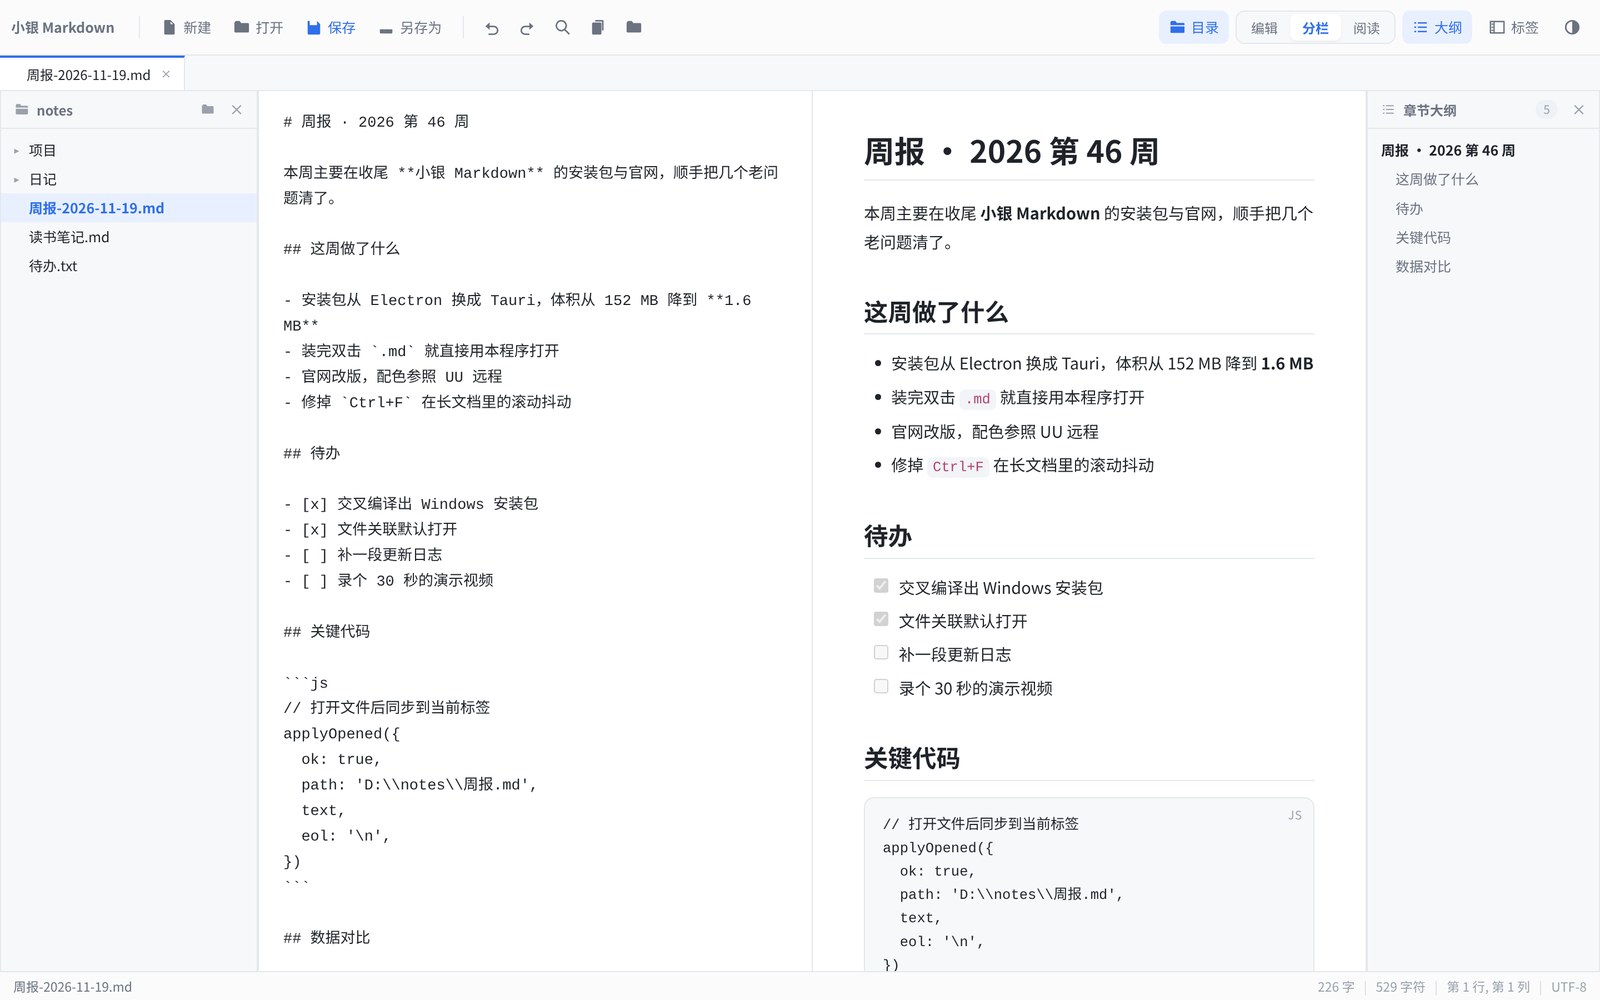 小银 Markdown 新建 打开 保存 另存为 目录 编辑 分栏 阅读 大纲 标签
周报-2026-11-19.md ×
notes
项目
日记
周报-2026-11-19.md
读书笔记.md
待办.txt
# 周报 · 2026 第 46 周
本周主要在收尾 **小银 Markdown** 的安装包与官网，顺手把几个老问
题清了。
## 这周做了什么
- 安装包从 Electron 换成 Tauri，体积从 152 MB 降到 **1.6
MB**
- 装完双击 `.md` 就直接用本程序打开
- 官网改版，配色参照 UU 远程
- 修掉 `Ctrl+F` 在长文档里的滚动抖动
## 待办
- [x] 交叉编译出 Windows 安装包
- [x] 文件关联默认打开
- [ ] 补一段更新日志
- [ ] 录个 30 秒的演示视频
## 关键代码
```js
// 打开文件后同步到当前标签
applyOpened({
  ok: true,
  path: 'D:\\notes\\周报.md',
  text,
  eol: '\n',
})
```
## 数据对比
周报 · 2026 第 46 周
本周主要在收尾 小银 Markdown 的安装包与官网，顺手把几个
老问题清了。
这周做了什么
• 安装包从 Electron 换成 Tauri，体积从 152 MB 降到 1.6 MB
• 装完双击 .md 就直接用本程序打开
• 官网改版，配色参照 UU 远程
• 修掉 Ctrl+F 在长文档里的滚动抖动
待办
交叉编译出 Windows 安装包
文件关联默认打开
补一段更新日志
录个 30 秒的演示视频
关键代码
JS
// 打开文件后同步到当前标签
applyOpened({
  ok: true,
  path: 'D:\\notes\\周报.md',
  text,
  eol: '\n',
})
章节大纲 5
周报 · 2026 第 46 周
这周做了什么
待办
关键代码
数据对比
周报-2026-11-19.md 226 字 529 字符 第 1 行, 第 1 列 UTF-8